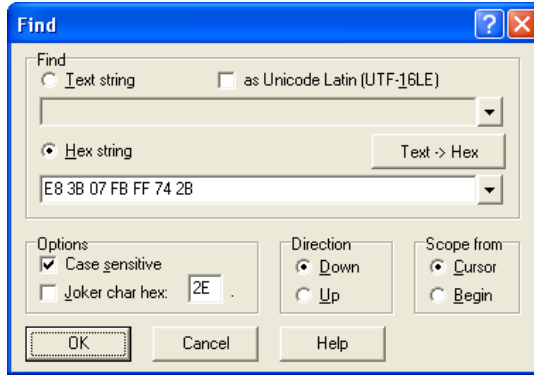 Find
Find
Text string as Unicode Latin (UTF-16LE)
Hex string Text -> Hex
E8 3B 07 FB FF 74 2B
Options Direction Scope from
Case sensitive Down Cursor
Joker char hex: 2E . Up Begin
OK Cancel Help